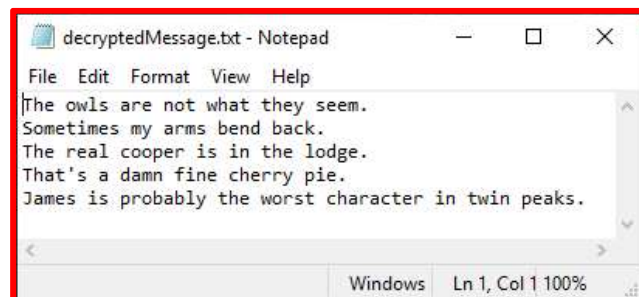 decryptedMessage.txt - Notepad
File Edit Format View Help
The owls are not what they seem.
Sometimes my arms bend back.
The real cooper is in the lodge.
That's a damn fine cherry pie.
James is probably the worst character in twin peaks.
Windows Ln 1, Col 1 100%